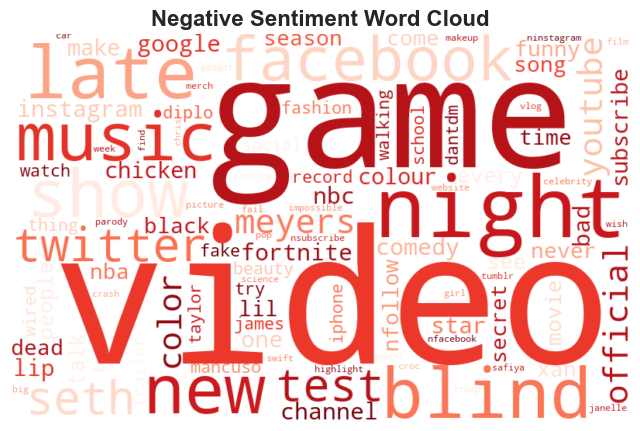 Negative Sentiment Word Cloud
car
google
season
come
makeup
ninstagram
film
late
make
facebook
funny
song
youtube
instagram
merch
diplo
fashion
walking
school
dantdm
vlog
time
subscribe
music
game
find
week
watch
chicken
record
colour
every
website
celebrity
show
social
picture
nbc
night
bad
wish
thing
parody
black
meyers
fail
impossible
twitter
fake
fortnite
pop
nsubscribe
comedy
never
see
nba
color
beauty
science
tumblr
video
people
wired
crash
try
lil
taylor
james
iphone
nfollow
girl
star
secret
movie
xan
official
dead
lip
talk
mancuso
one
swift
highlight
nfacebook
croc
safiya
big
seth
new
test
channel
blind
janelle